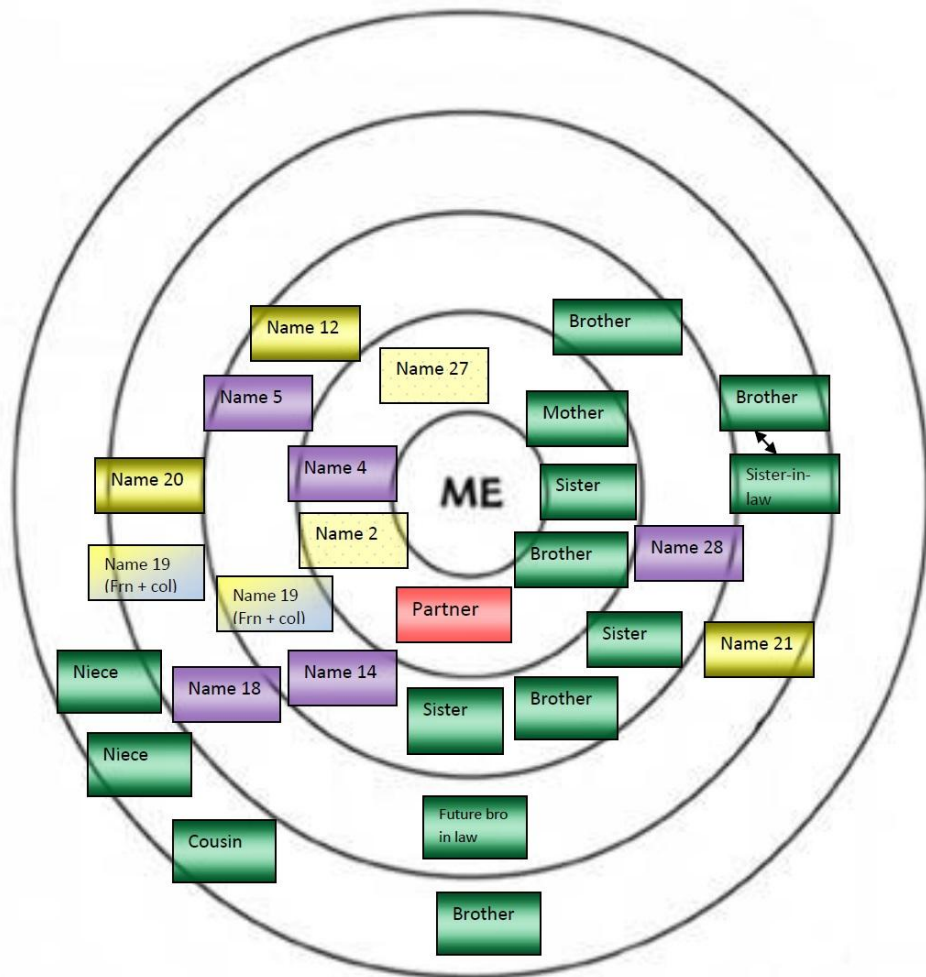 Name 12
Brother
Name 27
Name 5
Mother
Brother
Name 4
ME
Sister
Name 20
Sister-in-
law
Name 2
Brother
Name 28
Name 19
(Frn + col)
Name 19
(Frn + col)
Partner
Sister
Name 21
Niece
Name 18
Name 14
Sister
Brother
Niece
Future bro
in law
Cousin
Brother